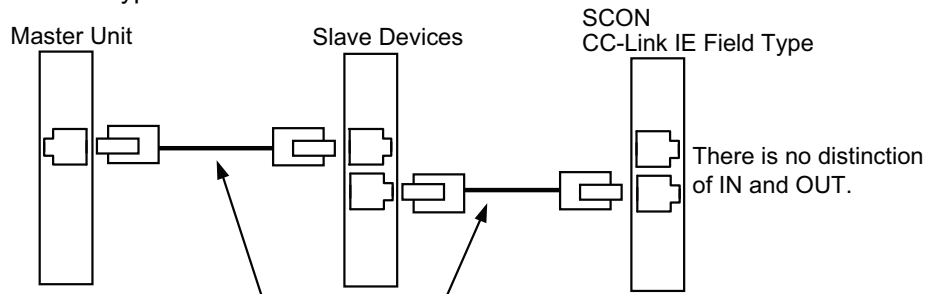 Master Unit
Slave Devices
SCON
CC-Link IE Field Type
There is no distinction
of IN and OUT.